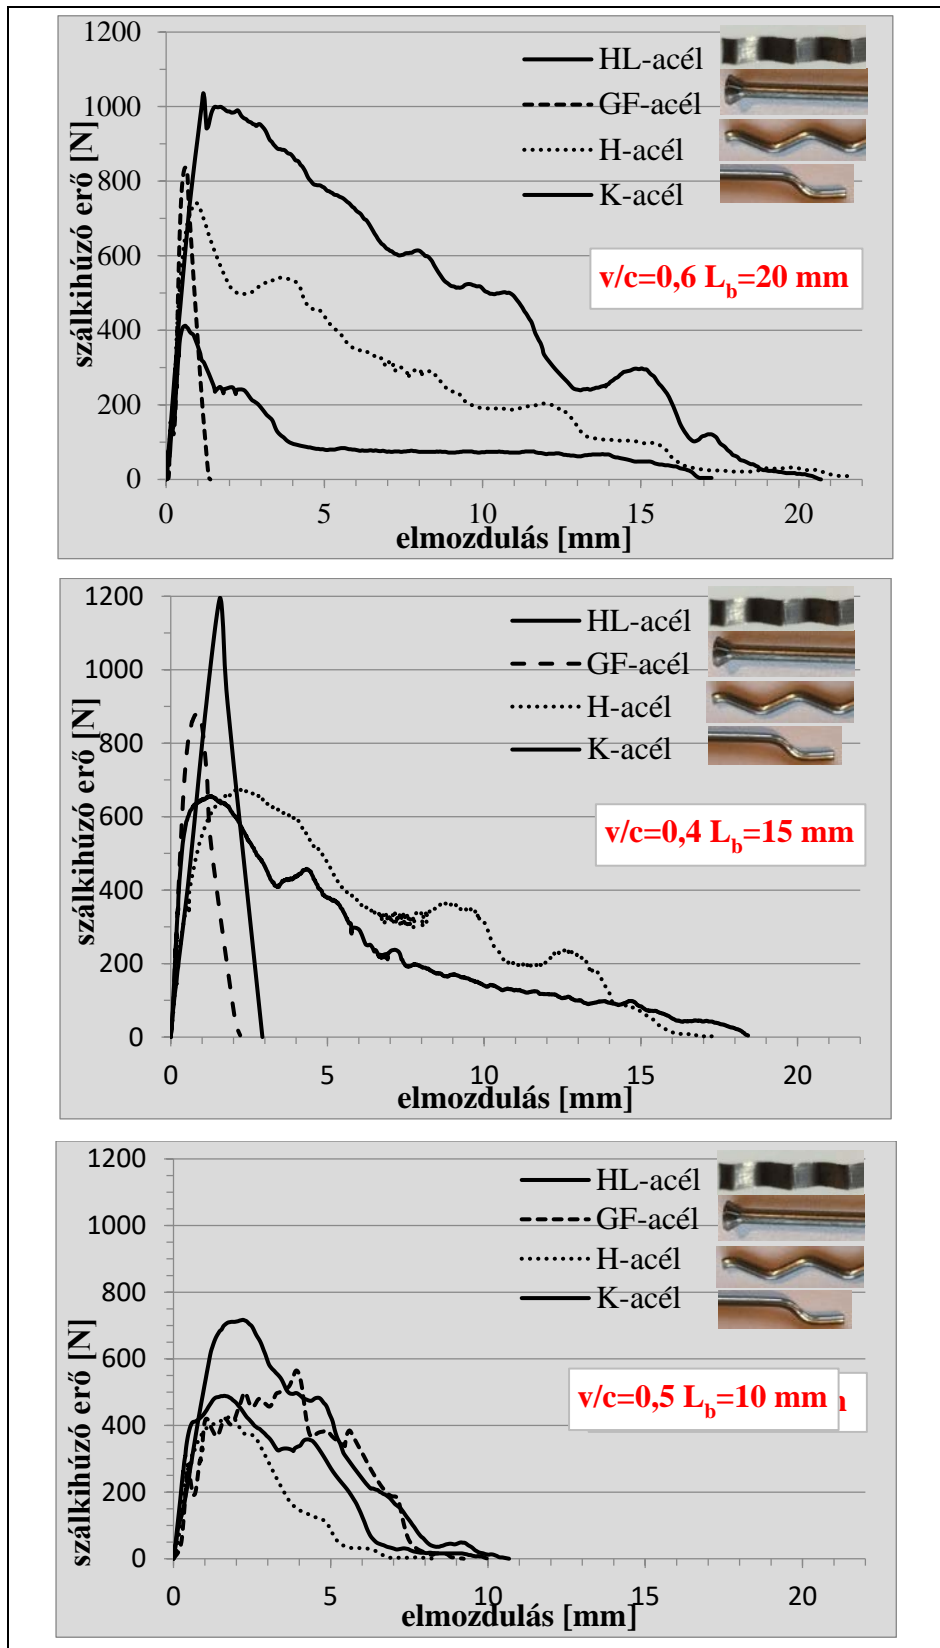 1200
1000
800
600
400
200
0
szálkihúzó erő [N]
HL-acél
GF-acél
H-acél
K-acél
v/c=0,6 L_b=20 mm
0 5 10 15 20
elmozdulás [mm]
1200
1000
800
600
400
200
0
szálkihúzó erő [N]
HL-acél
GF-acél
H-acél
K-acél
v/c=0,4 L_b=15 mm
0 5 10 15 20
elmozdulás [mm]
1200
1000
800
600
400
200
0
szálkihúzó erő [N]
HL-acél
GF-acél
H-acél
K-acél
v/c=0,5 L_b=10 mm
0 5 10 15 20
elmozdulás [mm]